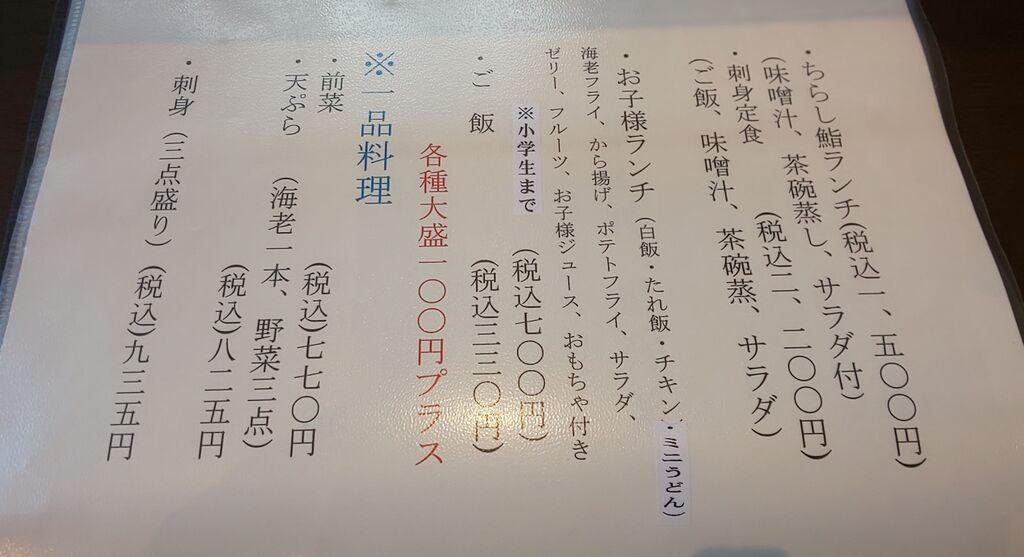 ・ちらし鮨ランチ(税込一、五〇〇円)
(味噌汁、茶碗蒸し、サラダ付)
・刺身定食　(税込二、二〇〇円)
(ご飯、味噌汁、茶碗蒸、サラダ)
・お子様ランチ(白飯・たれ飯・チキン・ミニうどん)
海老フライ、から揚げ、ポテトフライ、サラダ、
ゼリー、フルーツ、お子様ジュース、おもちゃ付き
※小学生まで　(税込七〇〇円)
・ご飯　(税込三三〇円)
各種大盛一〇〇円プラス
※一品料理
・前菜　(税込)七七〇円
・天ぷら　(海老一本、野菜三点)
(税込)八二五円
・刺身(三点盛り)(税込)九三五円